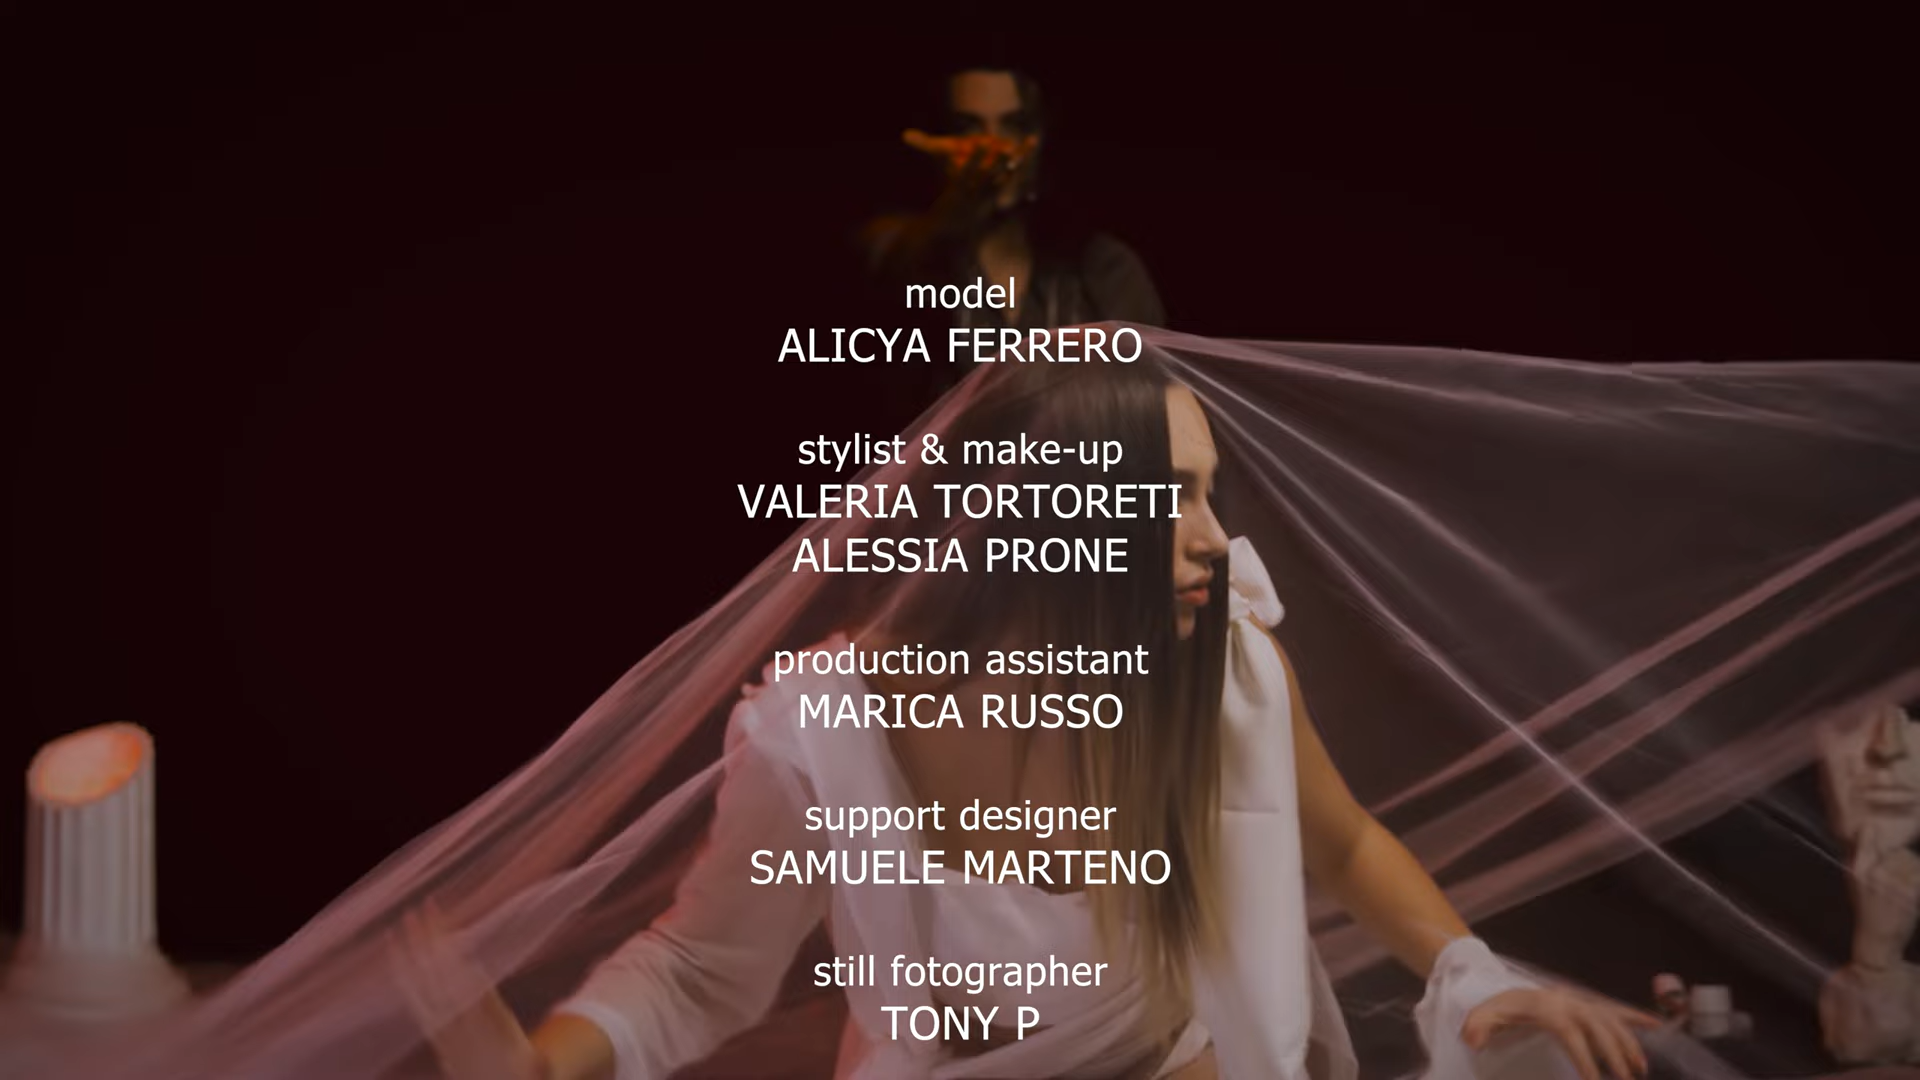 model
ALICYA FERRERO
stylist & make-up
VALERIA TORTORETI
ALESSIA PRONE
production assistant
MARICA RUSSO
support designer
SAMUELE MARTENO
still fotographer
TONY P